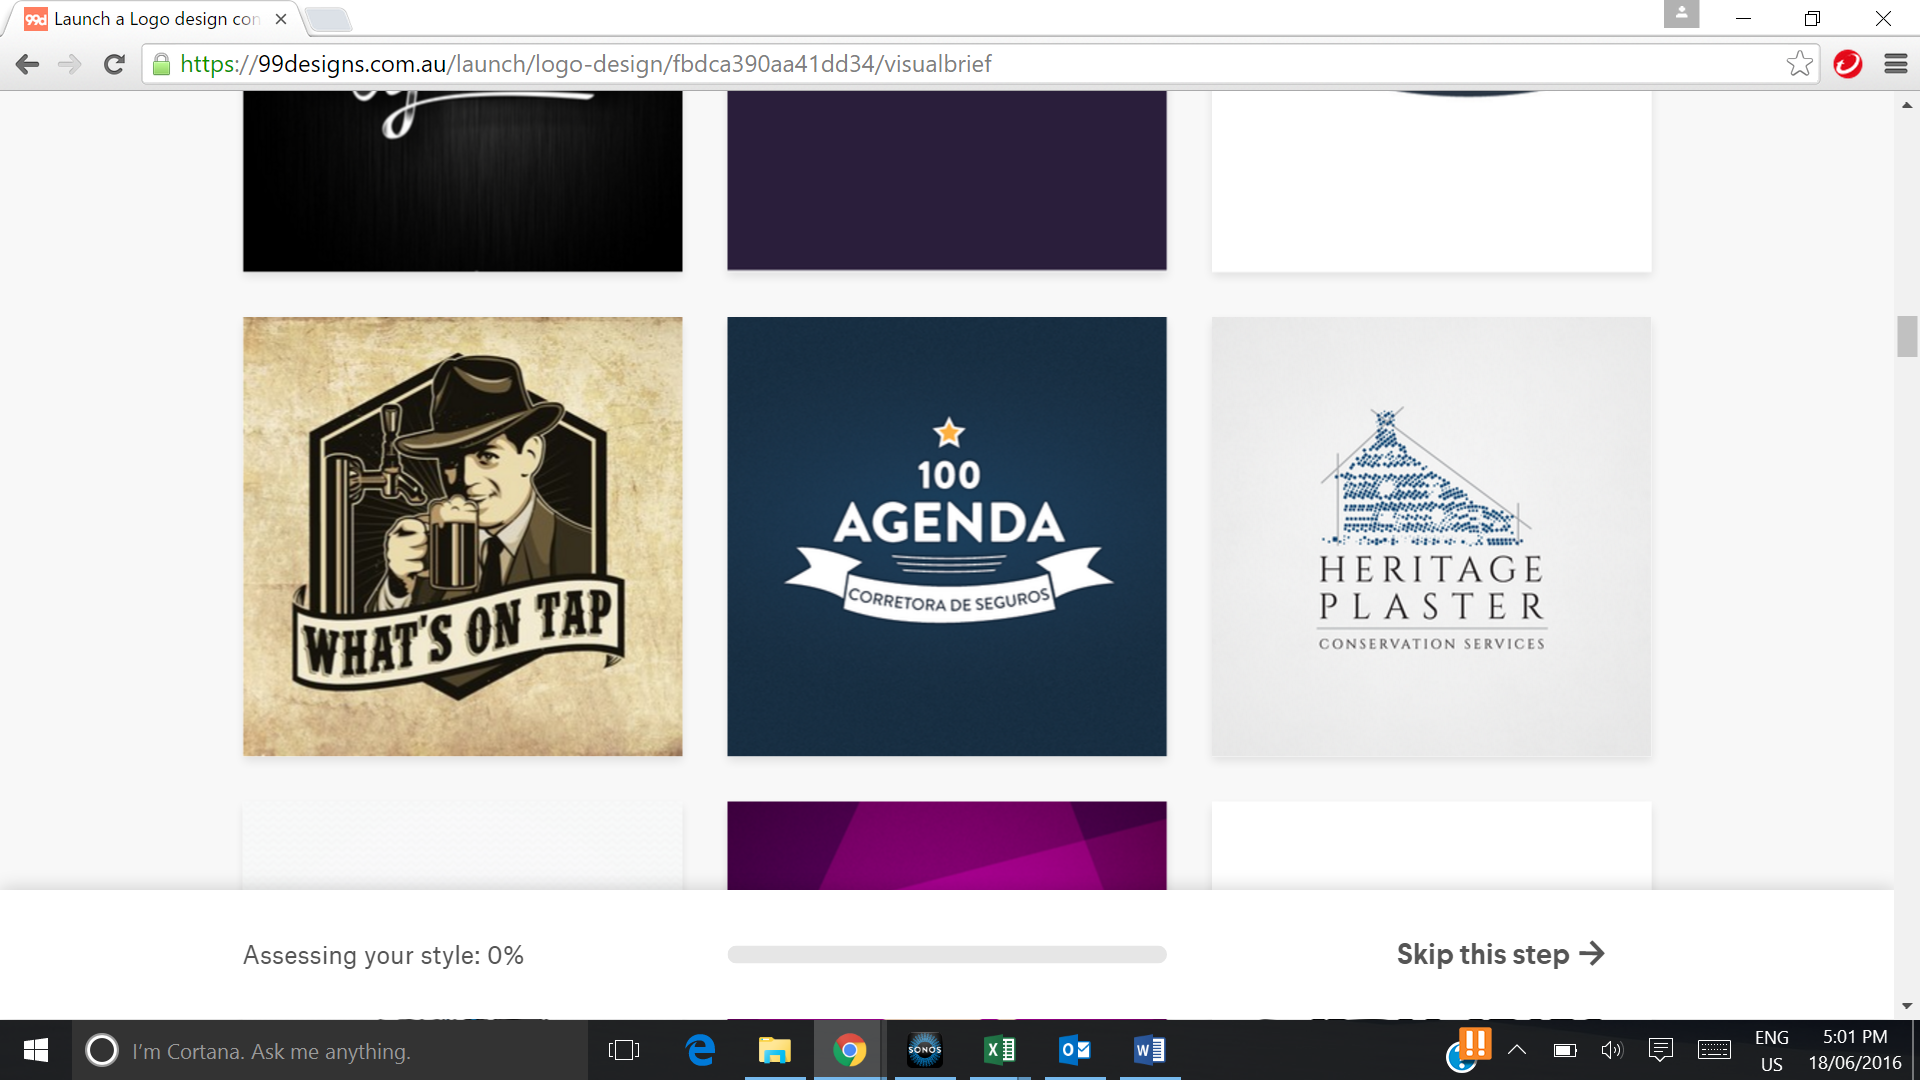 99d Launch a Logo design con
https://99designs.com.au/launch/logo-design/fbdca390aa41dd34/visualbrief
WHAT'S ON TAP
100
AGENDA
CORRETORA DE SEGUROS
HERITAGE
PLASTER
CONSERVATION SERVICES
Assessing your style: 0%
Skip this step →
I'm Cortana. Ask me anything.
SONOS
ENG
US
5:01 PM
18/06/2016